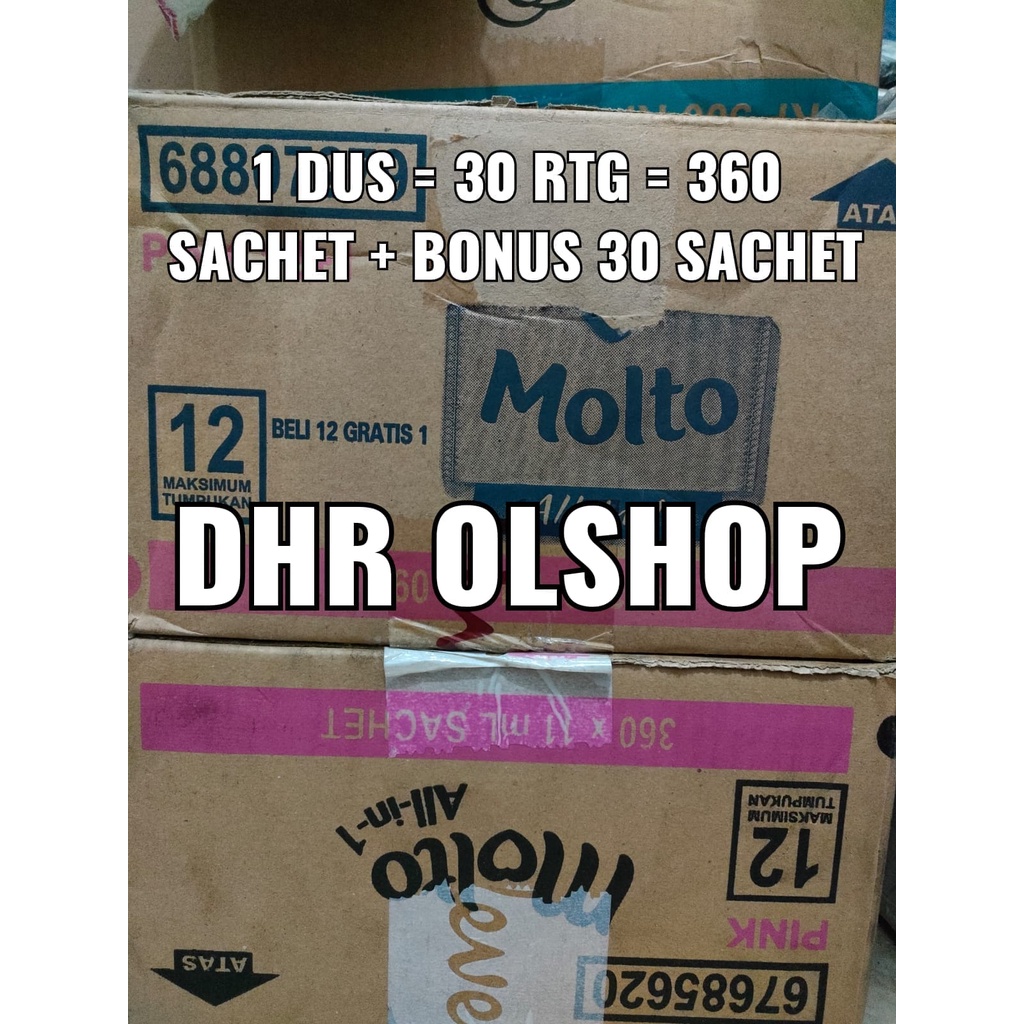 1 DUS = 30 RTG = 360
SACHET + BONUS 30 SACHET
ATA
Molto
12
BELI 12 GRATIS 1
MAKSIMUM
TUMPUKAN
DHR OLSHOP
360 x 11 mL SACHET
Molto
All-in-1
12
MAKSIMUM
TUMPUKAN
PINK
ATAS
67685620